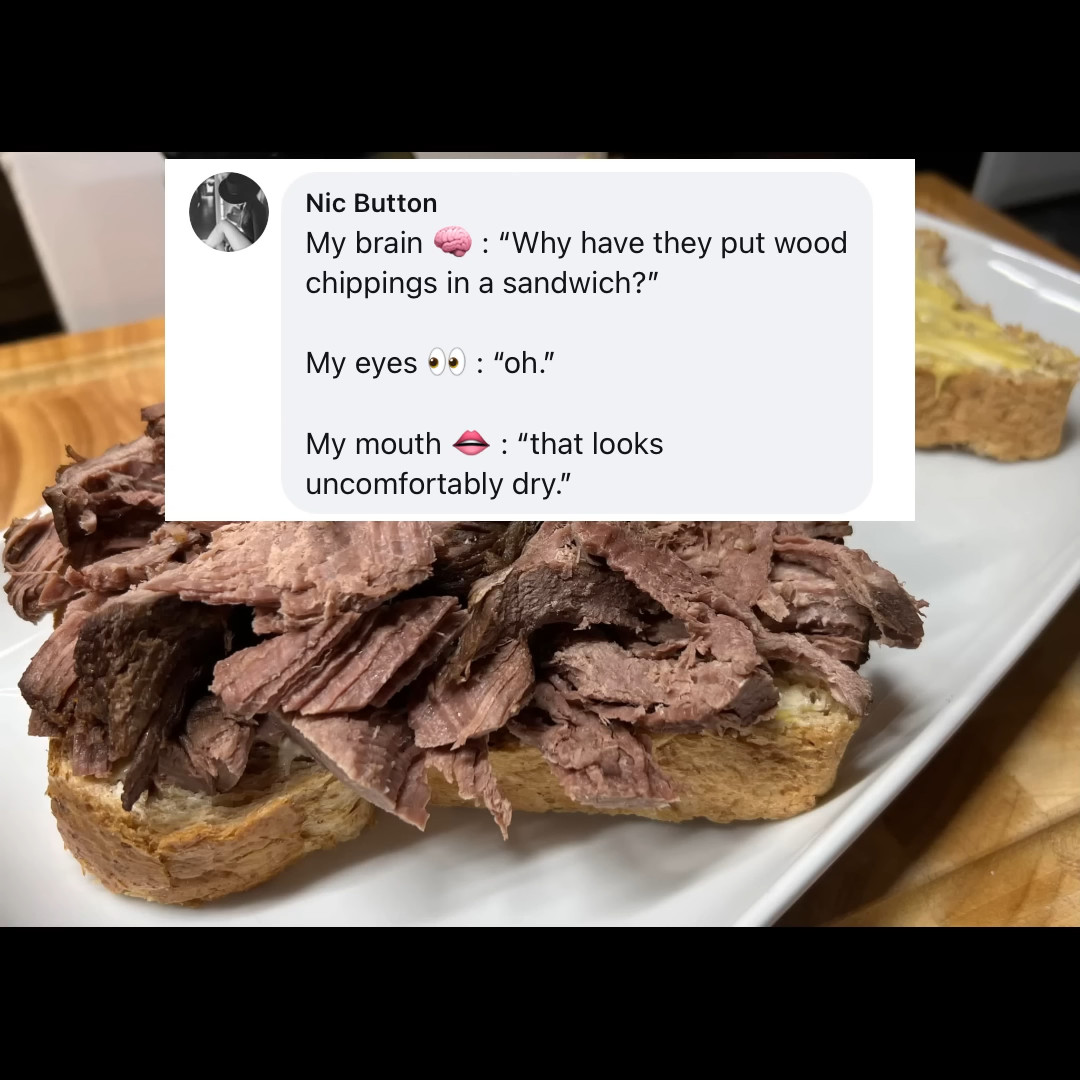 Nic Button
My brain 🧠 : “Why have they put wood
chippings in a sandwich?”
My eyes 👀 : “oh.”
My mouth 👄 : “that looks
uncomfortably dry.”